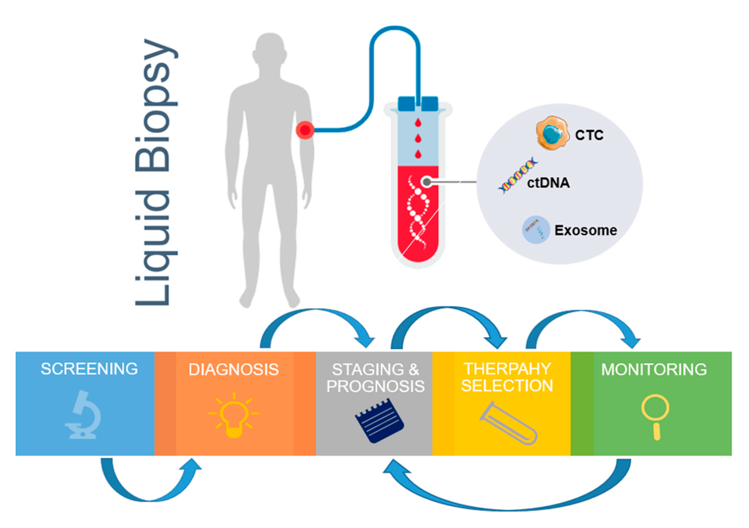 Liquid Biopsy
CTC
ctDNA
Exosome
SCREENING
DIAGNOSIS
STAGING &
PROGNOSIS
THERPAHY
SELECTION
MONITORING